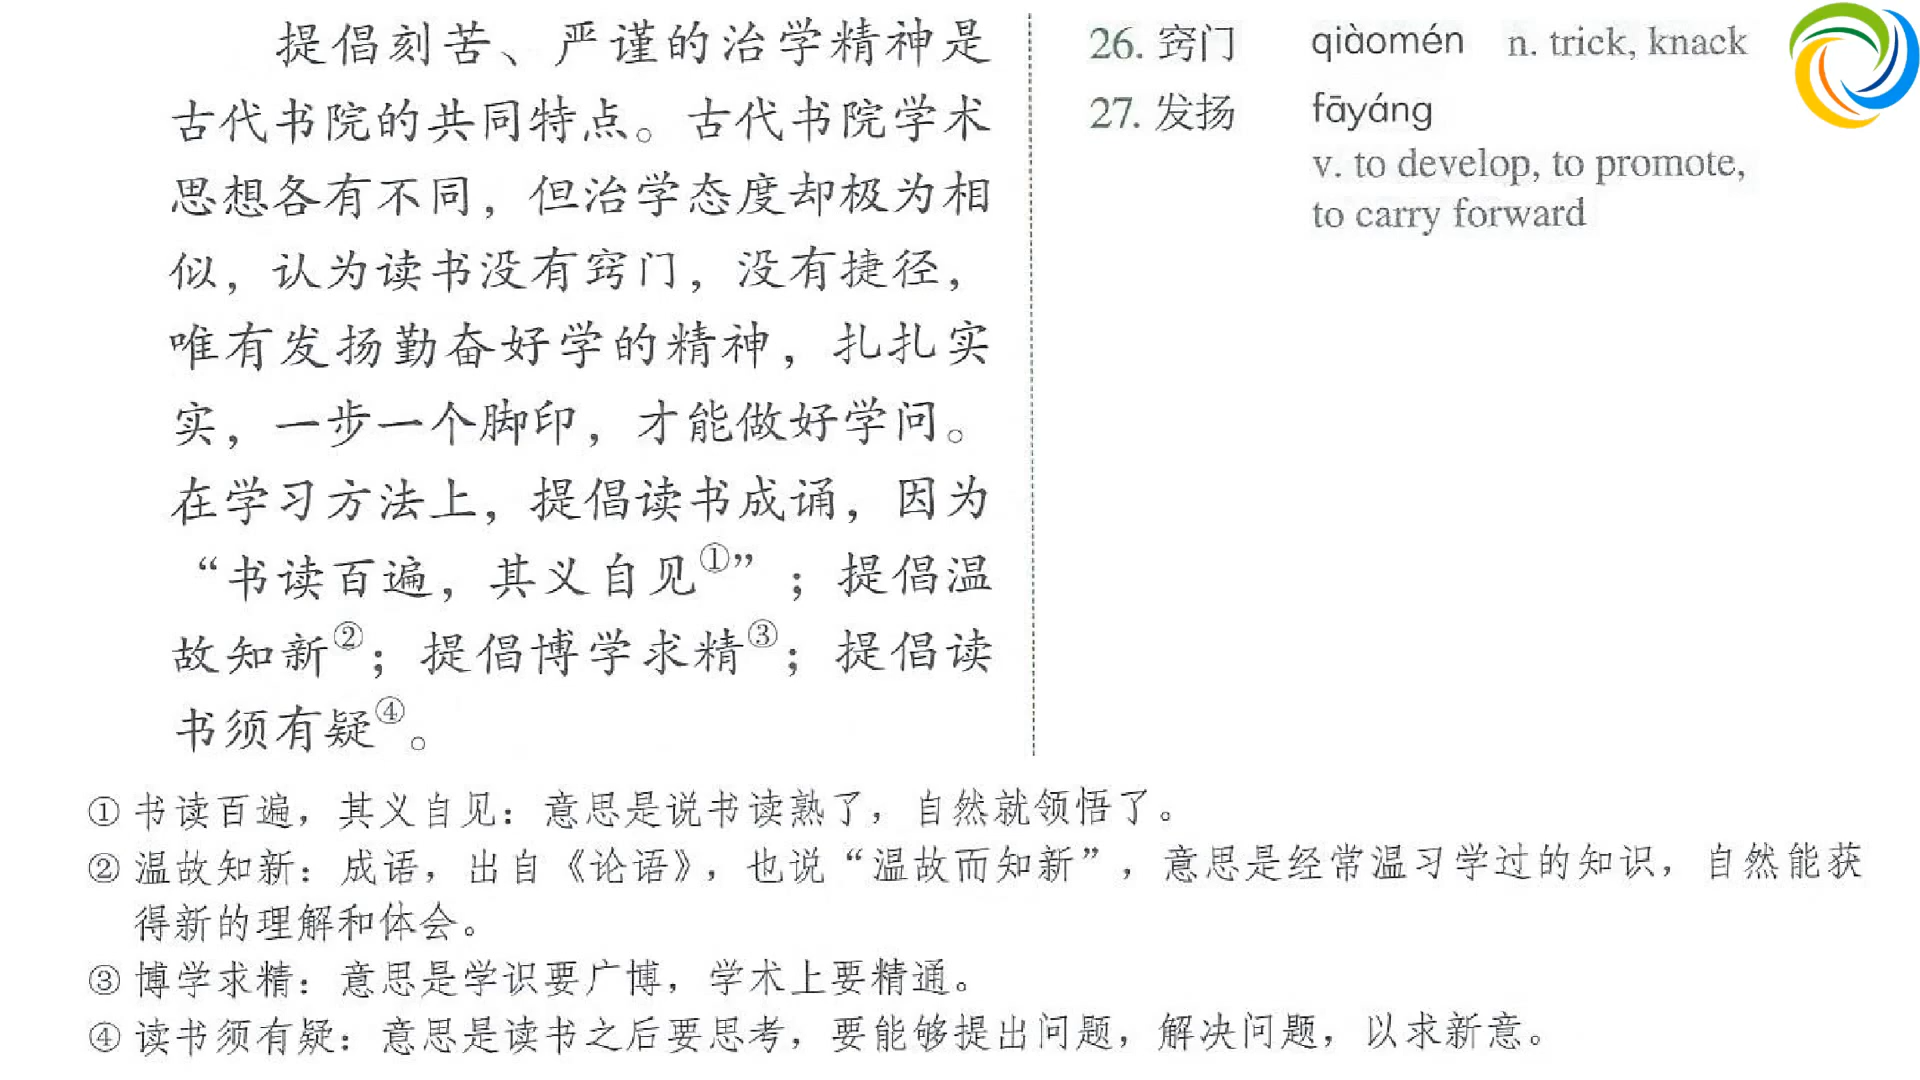 提倡刻苦、严谨的治学精神是
古代书院的共同特点。古代书院学术
思想各有不同，但治学态度却极为相
似，认为读书没有窍门，没有捷径，
唯有发扬勤奋好学的精神，扎扎实
实，一步一个脚印，才能做好学问。
在学习方法上，提倡读书成诵，因为
“书读百遍，其义自见①”；提倡温
故知新②；提倡博学求精③；提倡读
书须有疑④。
26. 窍门 qiàomén n. trick, knack
27. 发扬 fāyáng
v. to develop, to promote,
to carry forward
① 书读百遍，其义自见：意思是说书读熟了，自然就领悟了。
② 温故知新：成语，出自《论语》，也说“温故而知新”，意思是经常温习学过的知识，自然能获
得新的理解和体会。
③ 博学求精：意思是学识要广博，学术上要精通。
④ 读书须有疑：意思是读书之后要思考，要能够提出问题，解决问题，以求新意。